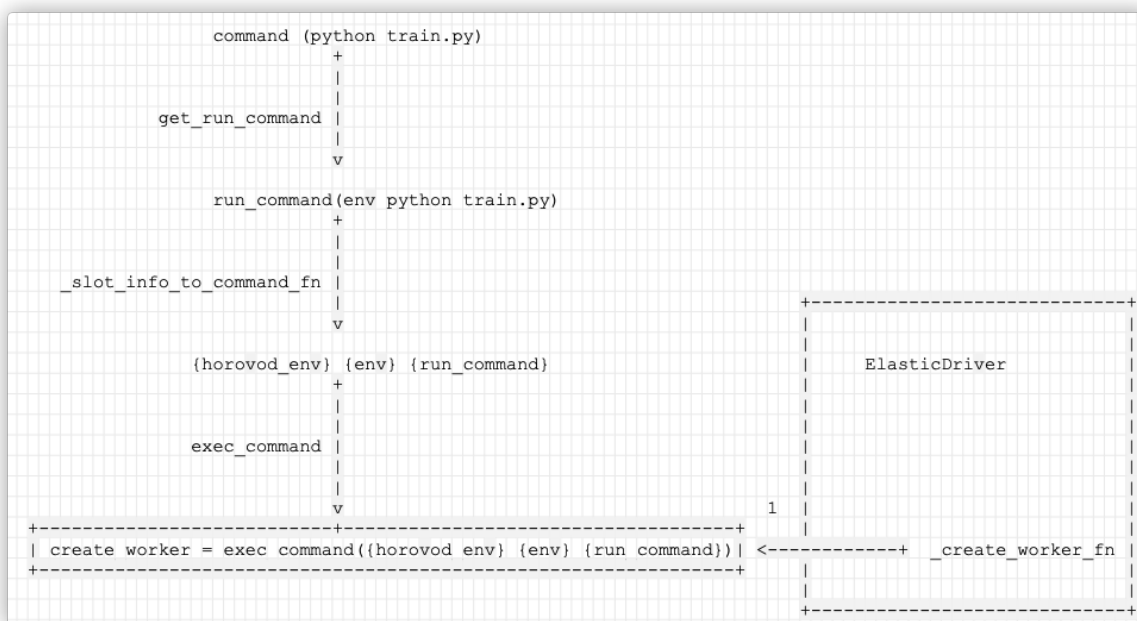 command (python train.py)
get_run_command
run_command(env python train.py)
_slot_info_to_command_fn
{horovod_env} {env} {run_command}
ElasticDriver
exec_command
1
create worker = exec command({horovod env} {env} {run command})
_create_worker_fn